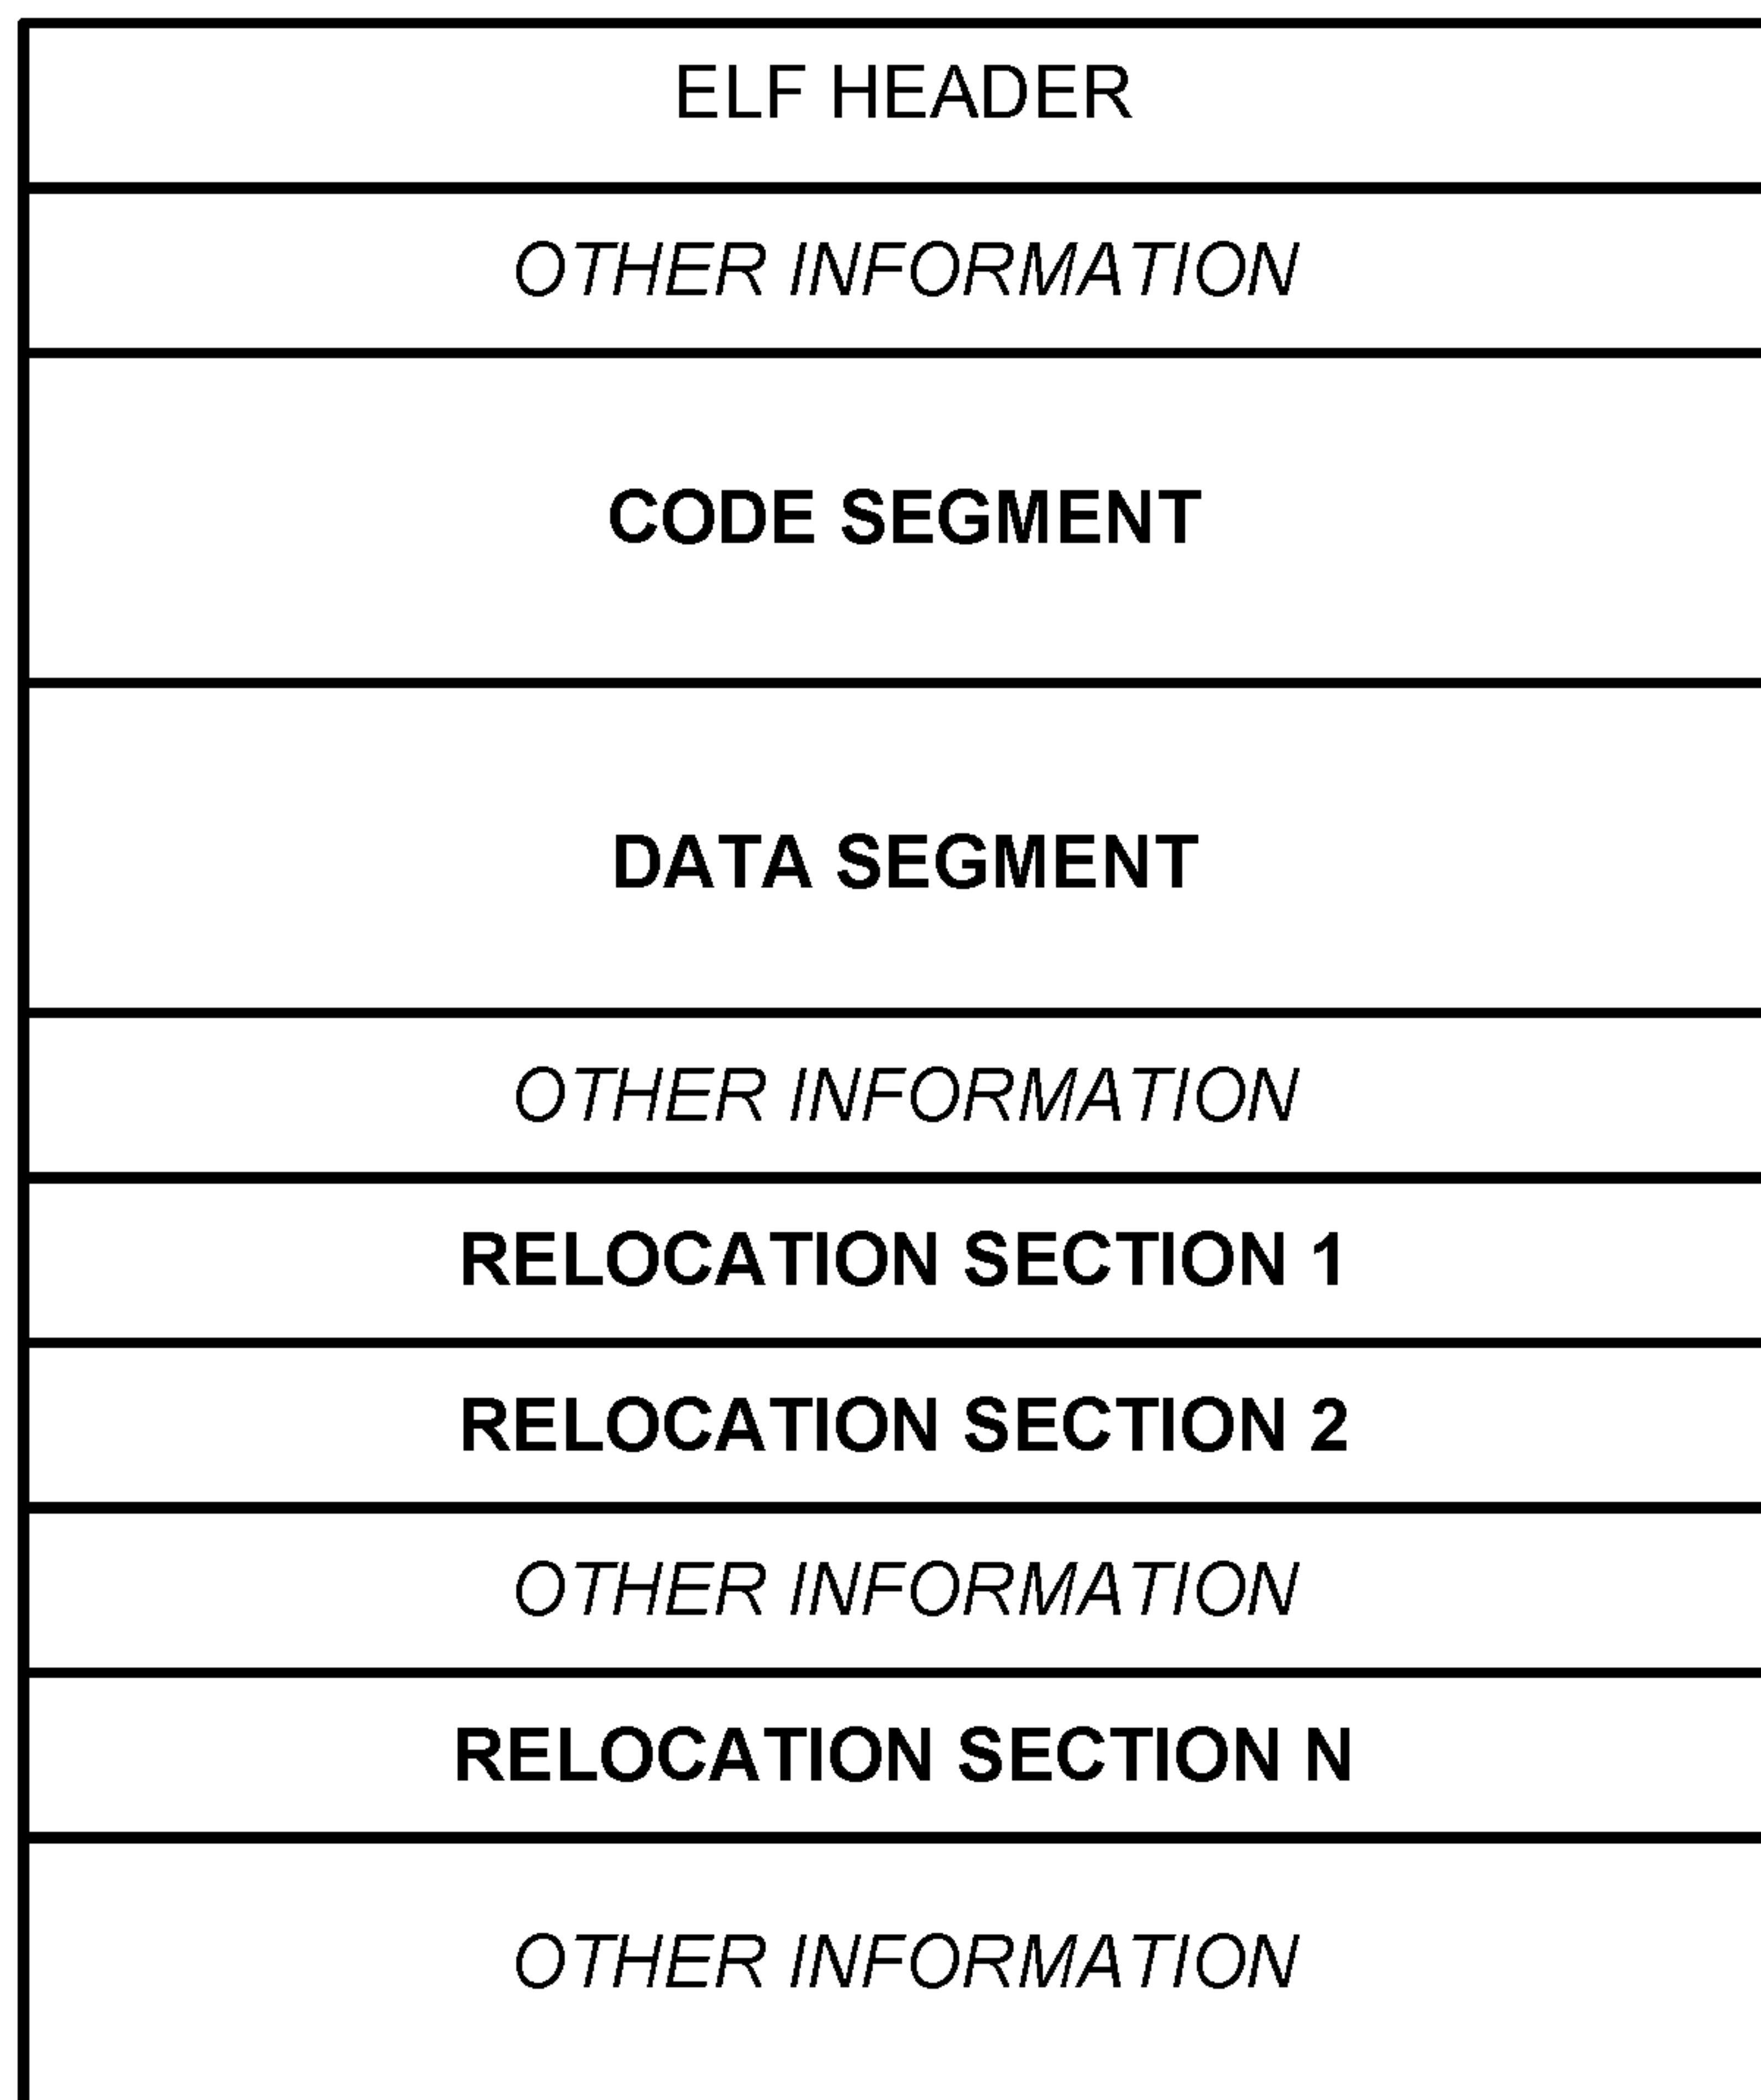 ELF HEADER
OTHER INFORMATION
CODE SEGMENT
DATA SEGMENT
OTHER INFORMATION
RELOCATION SECTION 1
RELOCATION SECTION 2
OTHER INFORMATION
RELOCATION SECTION N
OTHER INFORMATION